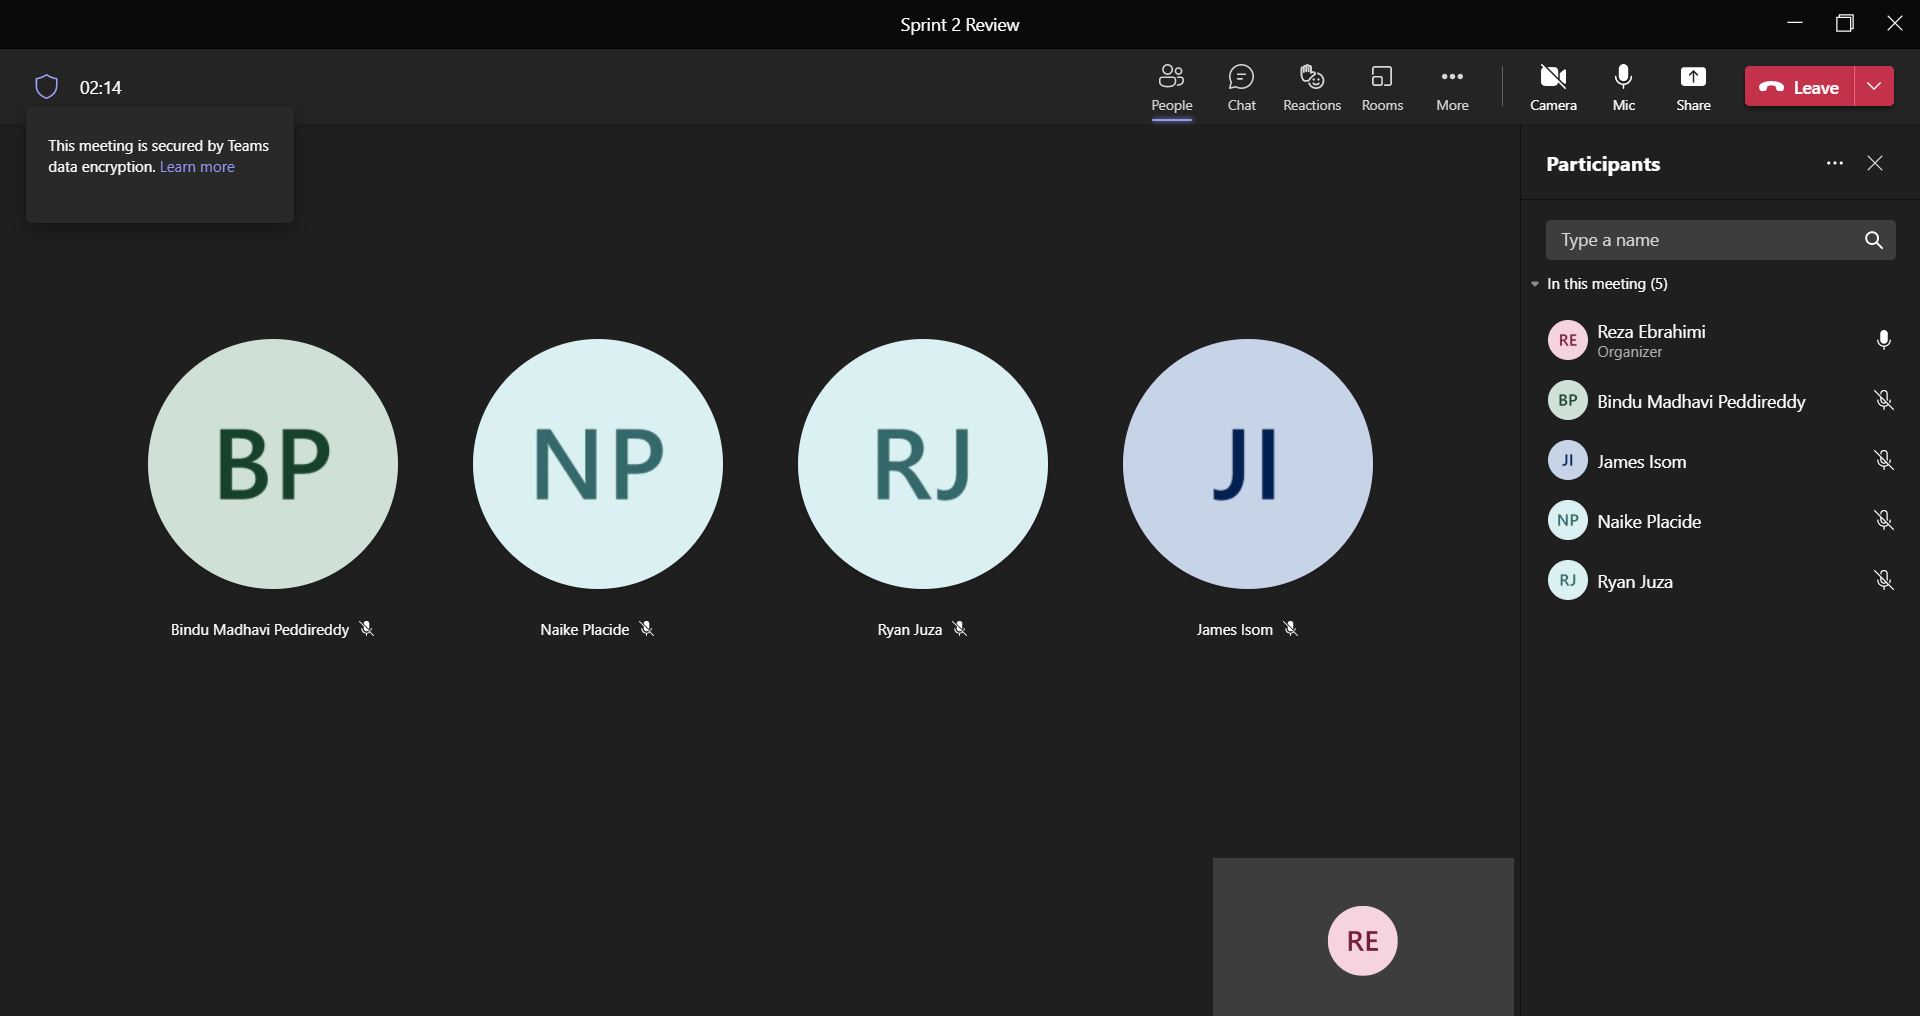 Sprint 2 Review
02:14
People
Chat
Reactions
Rooms
More
Camera
Mic
Share
Leave
This meeting is secured by Teams
data encryption. Learn more
BP
NP
RJ
JI
Bindu Madhavi Peddireddy
Naike Placide
Ryan Juza
James Isom
RE
Participants
Type a name
In this meeting (5)
RE
Reza Ebrahimi
Organizer
BP
Bindu Madhavi Peddireddy
JI
James Isom
NP
Naike Placide
RJ
Ryan Juza